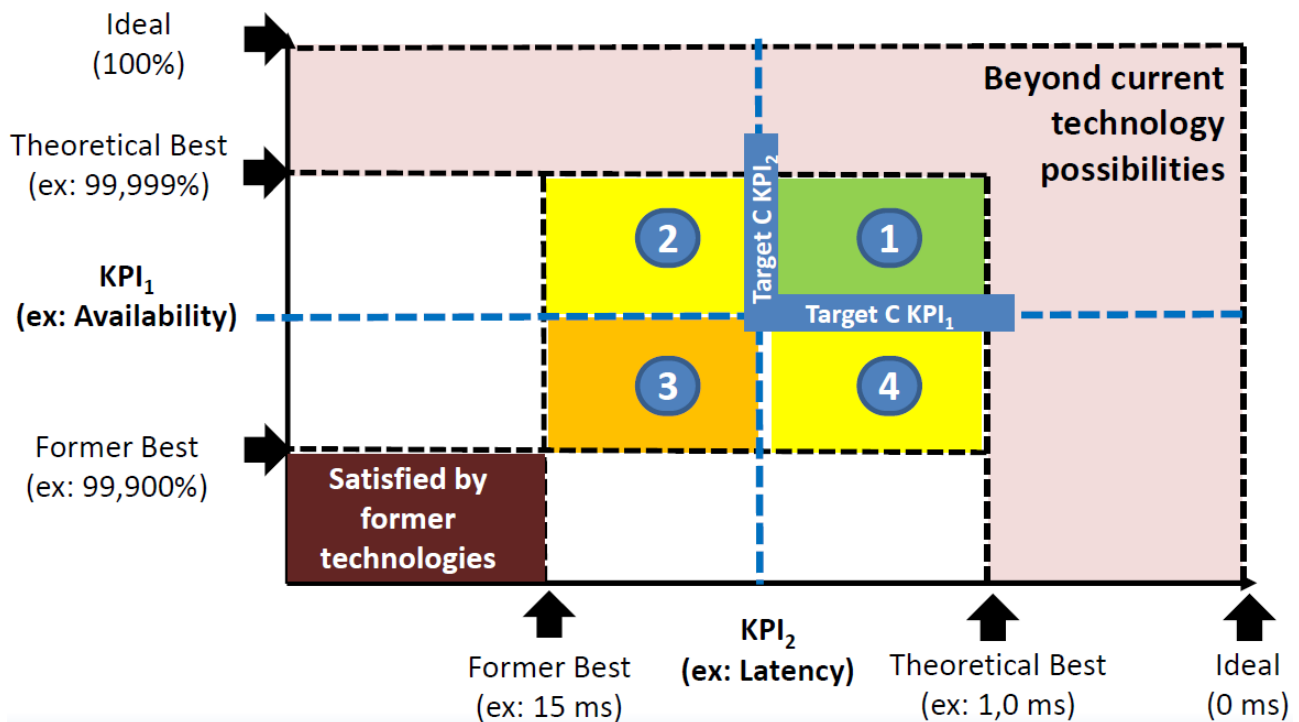 Ideal
(100%)
Theoretical Best
(ex: 99,999%)
KPI₁
(ex: Availability)
Former Best
(ex: 99,900%)
Beyond current
technology
possibilities
2
1
Target C KPI₂
Target C KPI₁
3
4
Satisfied by
former
technologies
Former Best
(ex: 15 ms)
KPI₂
(ex: Latency)
Theoretical Best
(ex: 1,0 ms)
Ideal
(0 ms)